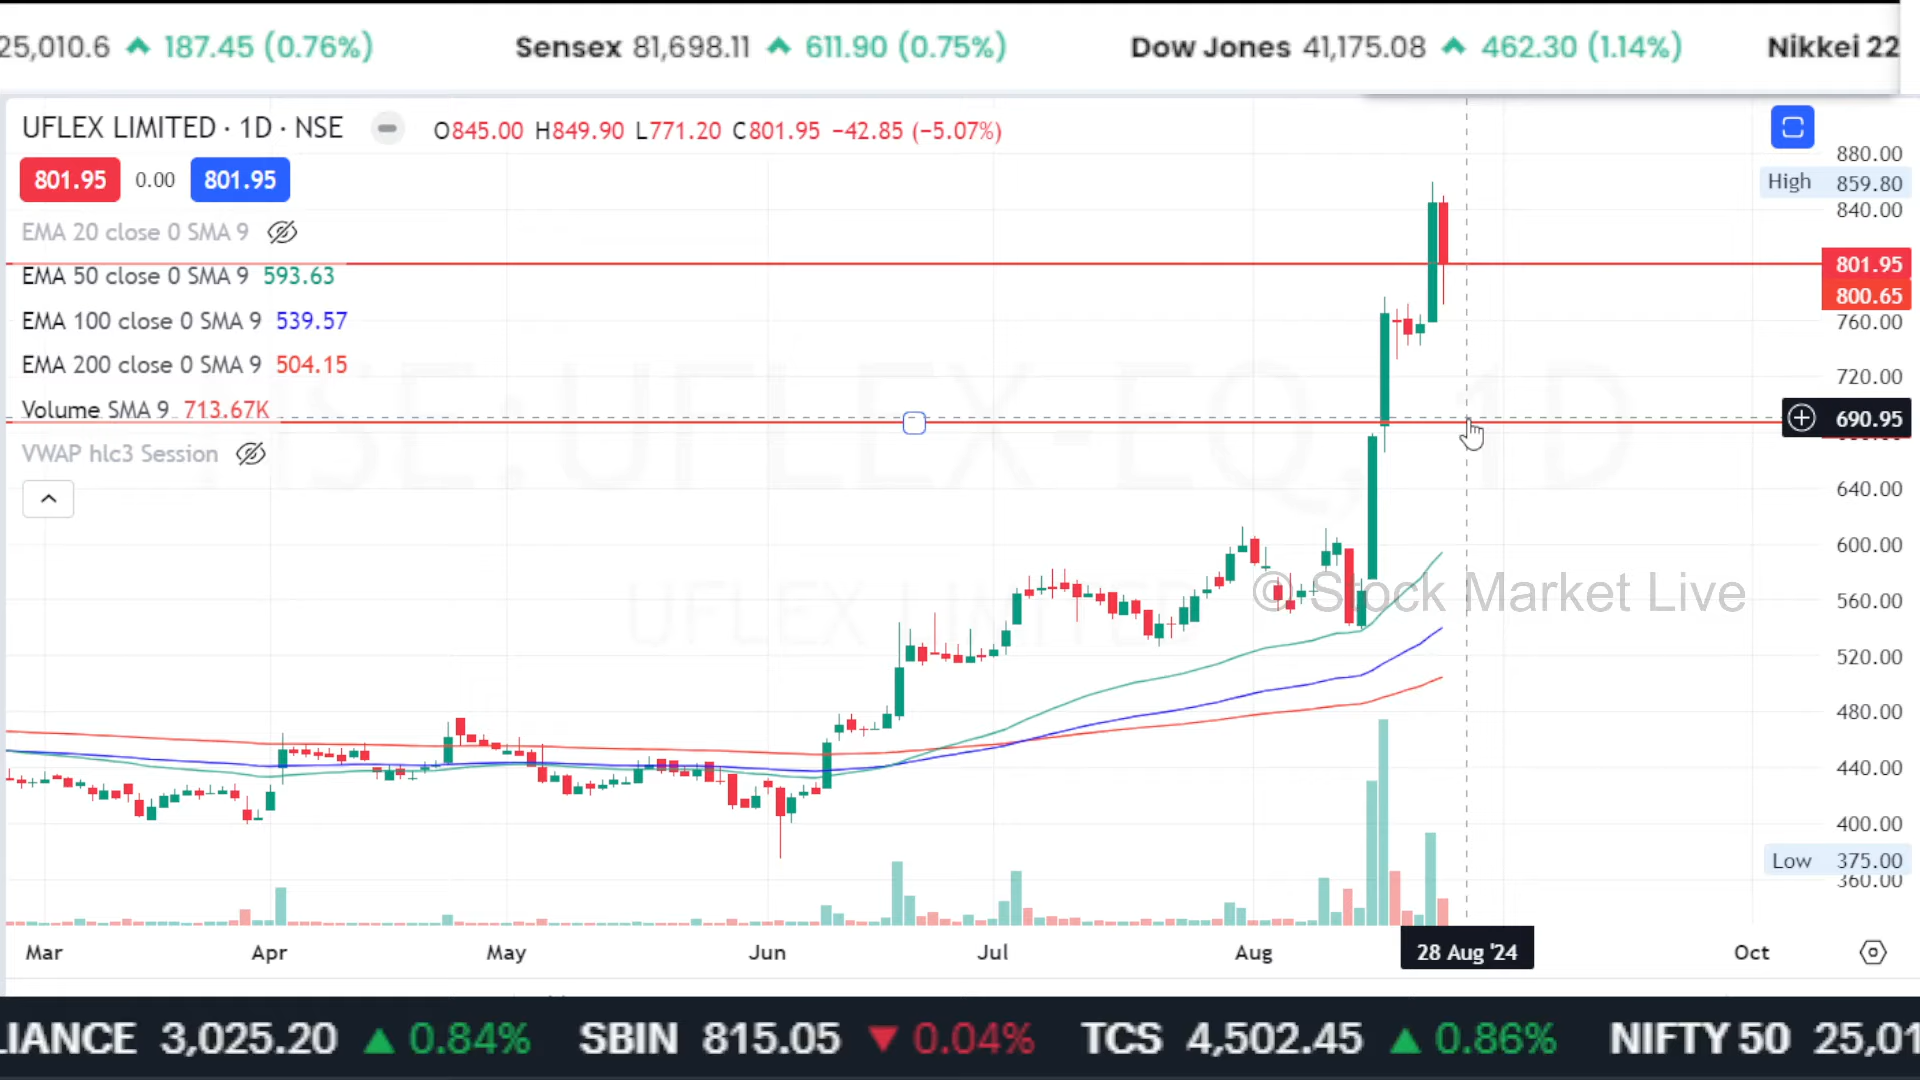 25,010.6 ▲ 187.45 (0.76%) Sensex 81,698.11 ▲ 611.90 (0.75%) Dow Jones 41,175.08 ▲ 462.30 (1.14%) Nikkei 22
UFLEX LIMITED · 1D · NSE O845.00 H849.90 L771.20 C801.95 −42.85 (−5.07%)
801.95 0.00 801.95
EMA 20 close 0 SMA 9
EMA 50 close 0 SMA 9 593.63
EMA 100 close 0 SMA 9 539.57
EMA 200 close 0 SMA 9 504.15
Volume SMA 9 713.67K
VWAP hlc3 Session
NSE:UFLEX-EQ, 1D
UFLEX LIMITED
© Stock Market Live
880.00
High 859.80
840.00
801.95
800.65
760.00
720.00
690.95
640.00
600.00
560.00
520.00
480.00
440.00
400.00
Low 375.00
360.00
Mar Apr May Jun Jul Aug 28 Aug '24 Oct
LIANCE 3,025.20 ▲ 0.84% SBIN 815.05 ▼ 0.04% TCS 4,502.45 ▲ 0.86% NIFTY 50 25,01